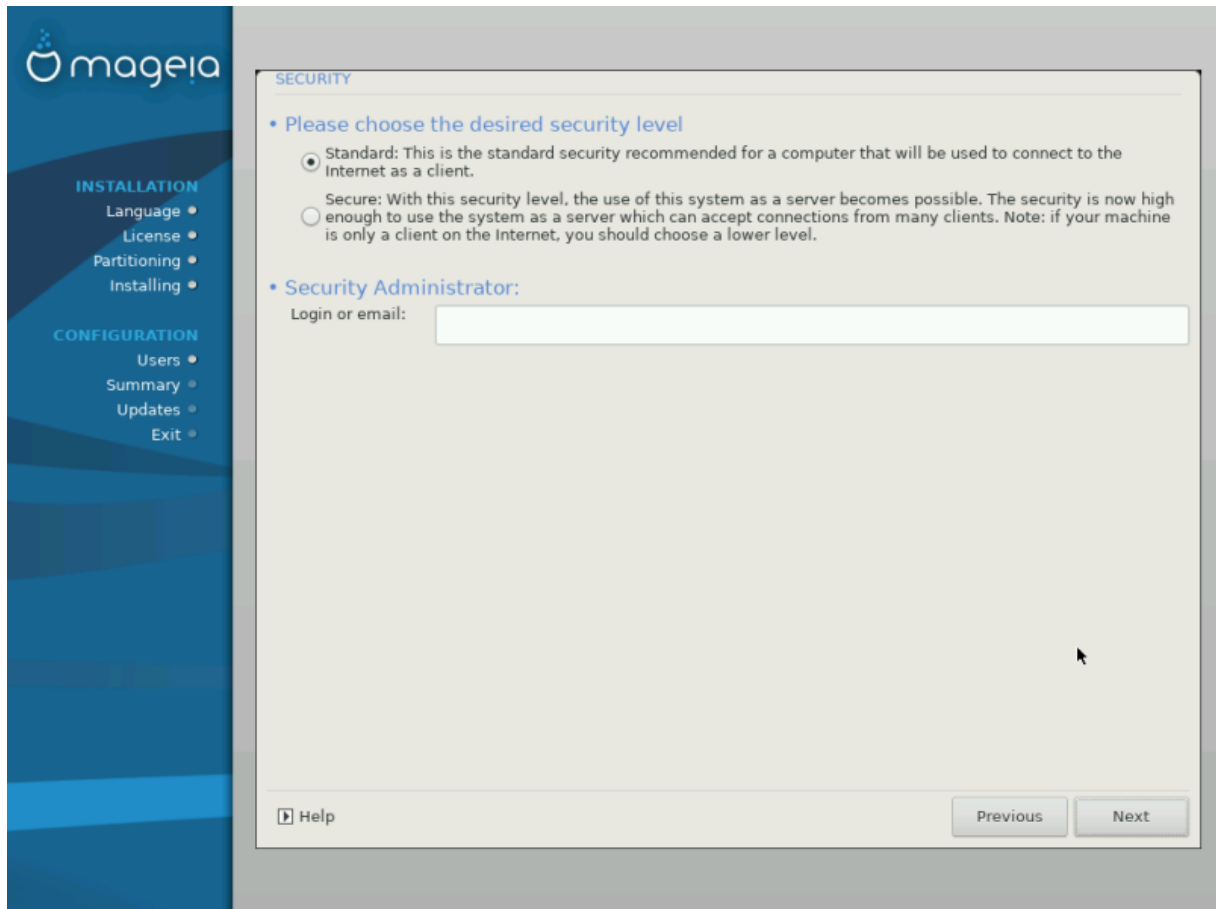 mageia
INSTALLATION
Language
License
Partitioning
Installing
CONFIGURATION
Users
Summary
Updates
Exit
SECURITY
• Please choose the desired security level
Standard: This is the standard security recommended for a computer that will be used to connect to the
Internet as a client.
Secure: With this security level, the use of this system as a server becomes possible. The security is now high
enough to use the system as a server which can accept connections from many clients. Note: if your machine
is only a client on the Internet, you should choose a lower level.
• Security Administrator:
Login or email:
Help
Previous
Next